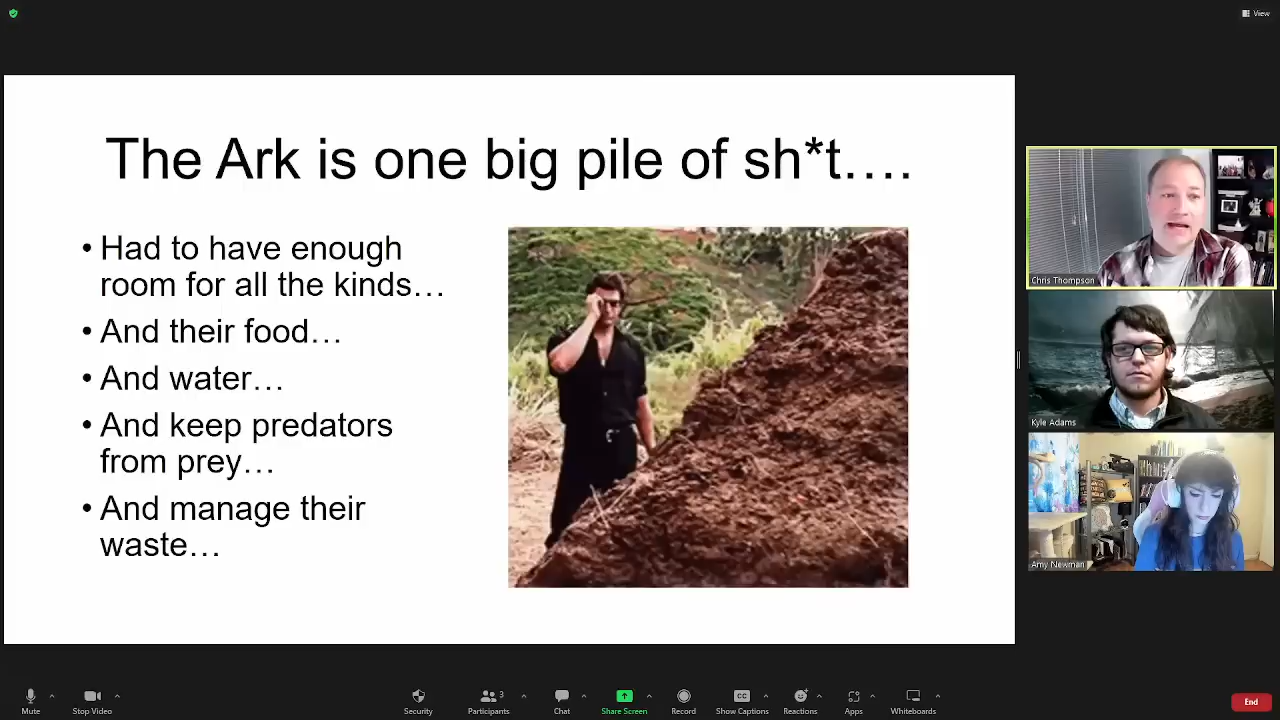 View
The Ark is one big pile of sh*t....
• Had to have enough
room for all the kinds…
• And their food…
• And water…
• And keep predators
from prey…
• And manage their
waste…
Chris Thompson
Kyle Adams
Amy Newman
Mute
Stop Video
Security
Participants
3
Chat
Share Screen
Record
CC
Show Captions
Reactions
Apps
Whiteboards
End